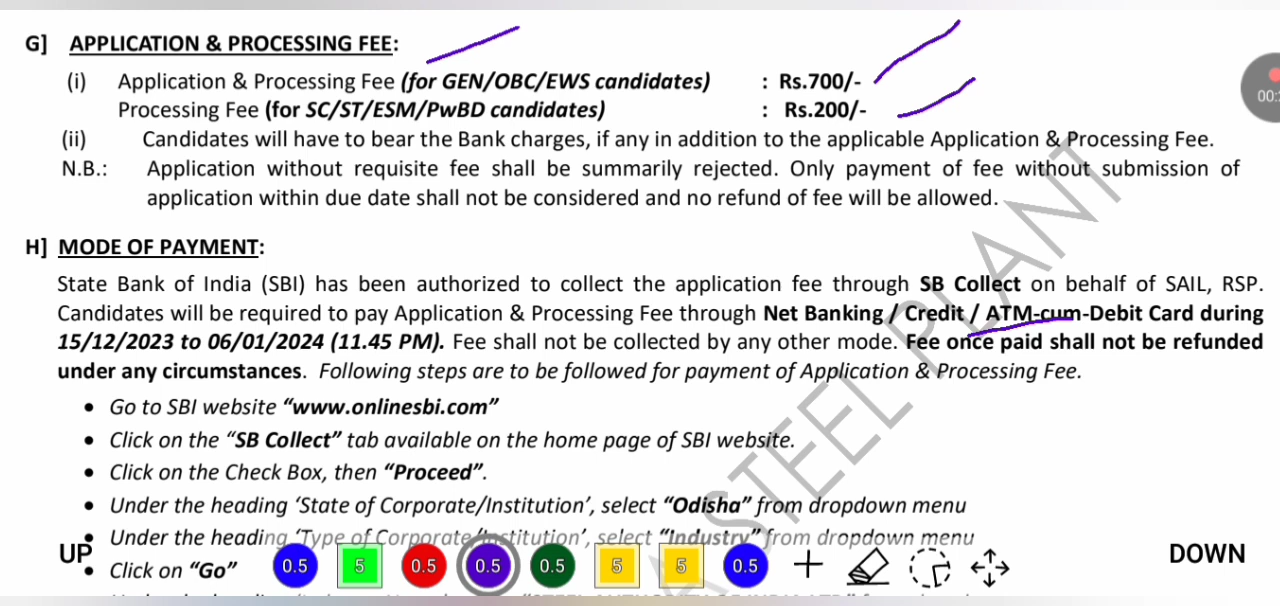 G] APPLICATION & PROCESSING FEE:
(i) Application & Processing Fee (for GEN/OBC/EWS candidates) : Rs.700/-
Processing Fee (for SC/ST/ESM/PwBD candidates) : Rs.200/-
(ii) Candidates will have to bear the Bank charges, if any in addition to the applicable Application & Processing Fee.
N.B.: Application without requisite fee shall be summarily rejected. Only payment of fee without submission of
application within due date shall not be considered and no refund of fee will be allowed.
H] MODE OF PAYMENT:
State Bank of India (SBI) has been authorized to collect the application fee through SB Collect on behalf of SAIL, RSP.
Candidates will be required to pay Application & Processing Fee through Net Banking / Credit / ATM-cum-Debit Card during
15/12/2023 to 06/01/2024 (11.45 PM). Fee shall not be collected by any other mode. Fee once paid shall not be refunded
under any circumstances. Following steps are to be followed for payment of Application & Processing Fee.
• Go to SBI website “www.onlinesbi.com”
• Click on the “SB Collect” tab available on the home page of SBI website.
• Click on the Check Box, then “Proceed”.
• Under the heading ‘State of Corporate/Institution’, select “Odisha” from dropdown menu
• Under the heading ‘Type of Corporate/Institution’, select “Industry” from dropdown menu
• Click on “Go”
UP 0.5 5 0.5 0.5 0.5 5 5 0.5 DOWN
00:
STEEL PLANT